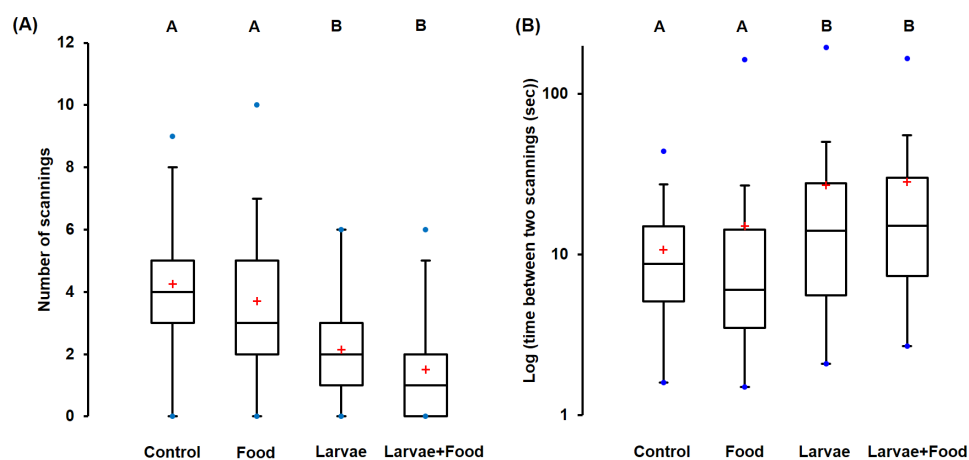 (A)
A A B B
12
10
8
6
4
2
0
Number of scannings
Control Food Larvae Larvae+Food
(B)
A A B B
100
10
1
Log (time between two scannings (sec))
Control Food Larvae Larvae+Food